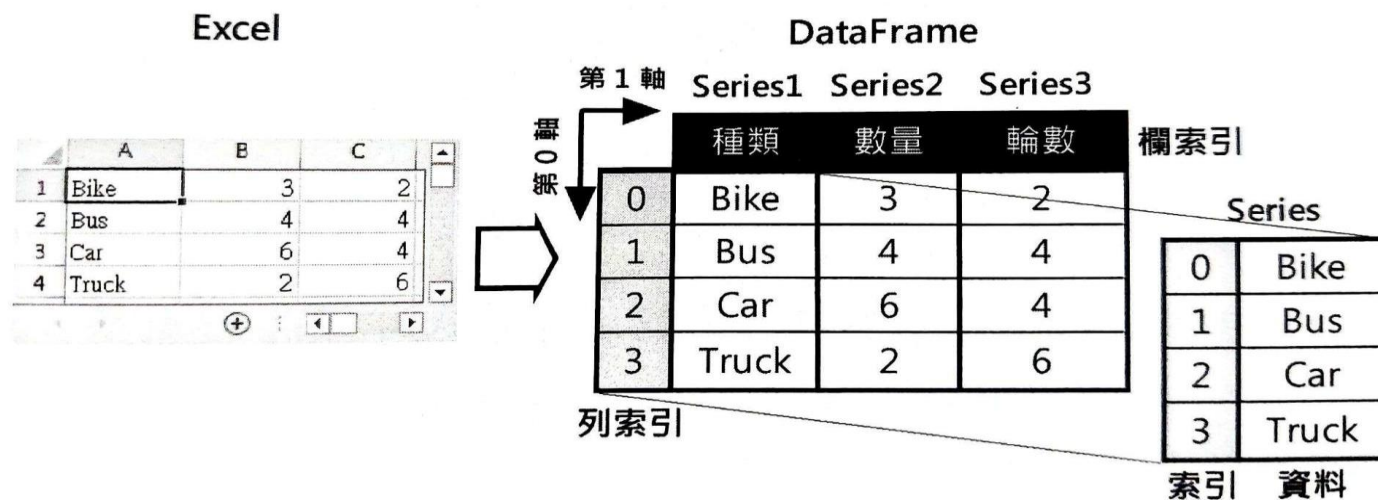 Excel
A B C
1 Bike 3 2
2 Bus 4 4
3 Car 6 4
4 Truck 2 6
DataFrame
第 1 軸 Series1 Series2 Series3
第 0 軸
種類 數量 輪數 欄索引
0 Bike 3 2
1 Bus 4 4
2 Car 6 4
3 Truck 2 6
列索引
Series
0 Bike
1 Bus
2 Car
3 Truck
索引 資料